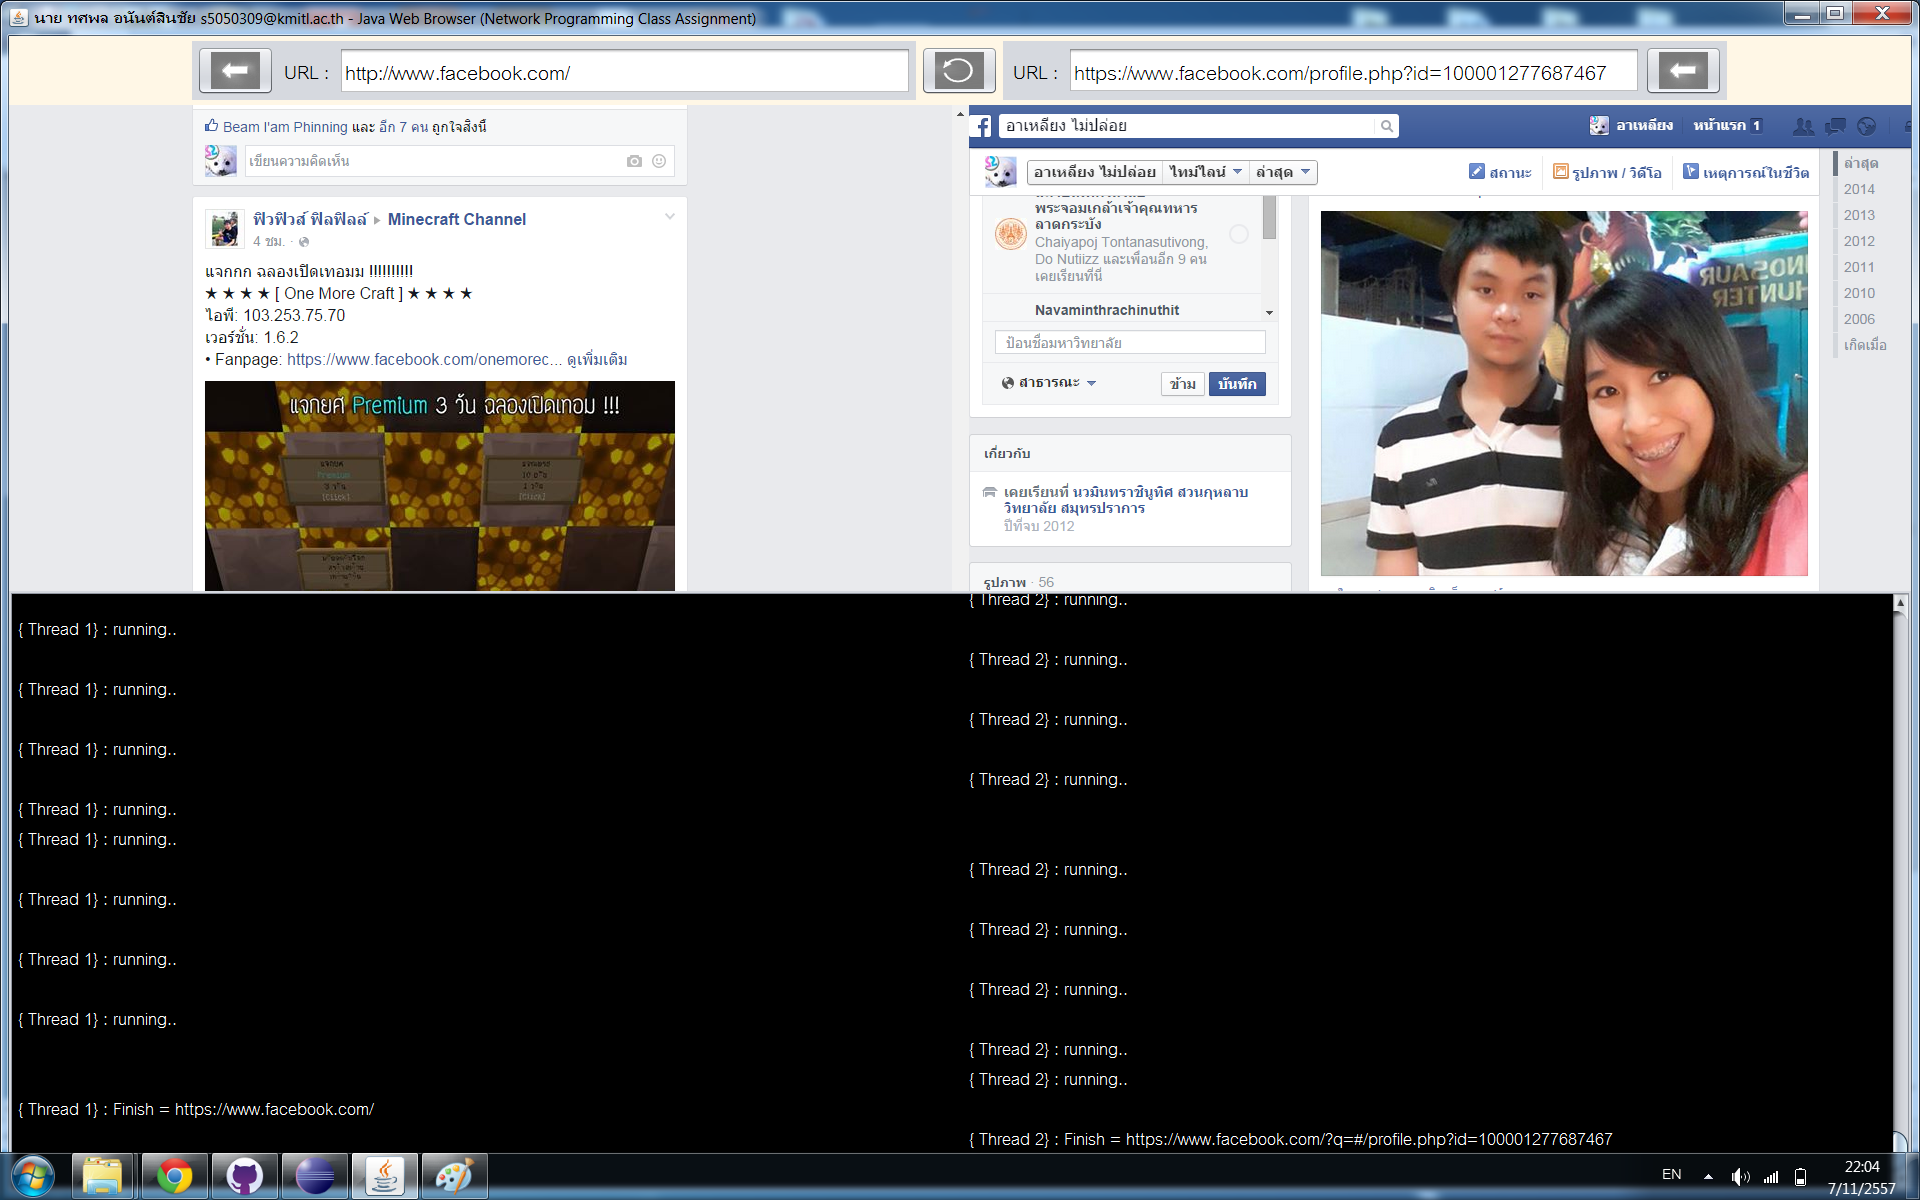 นาย ทศพล อนันต์สินชัย s5050309@kmitl.ac.th - Java Web Browser (Network Programming Class Assignment)
URL : http://www.facebook.com/
URL : https://www.facebook.com/profile.php?id=100001277687467
Beam I'am Phinning และ อีก 7 คน ถูกใจสิ่งนี้
เขียนความคิดเห็น
ฟิวฟิวส์ ฟิลฟิลล์ ▸ Minecraft Channel
4 ชม. ·
แจกกก ฉลองเปิดเทอมม !!!!!!!!!!
★ ★ ★ ★ [ One More Craft ] ★ ★ ★ ★
ไอพี: 103.253.75.70
เวอร์ชั่น: 1.6.2
• Fanpage: https://www.facebook.com/onemorec... ดูเพิ่มเติม
แจกยศ Premium 3 วัน ฉลองเปิดเทอม !!!
แจกยศ
Premium
3 วัน
[Click]
[Click]
อาเหลียง ไม่ปล่อย
อาเหลียง
หน้าแรก 1
อาเหลียง ไม่ปล่อย
ไทม์ไลน์
ล่าสุด
สถานะ
รูปภาพ / วิดีโอ
เหตุการณ์ในชีวิต
พระจอมเกล้าเจ้าคุณทหาร
ลาดกระบัง
Chaiyapoj Tontanasutivong,
Do Nutiizz และเพื่อนอีก 9 คน
เคยเรียนที่นี่
Navaminthrachinuthit
ป้อนชื่อมหาวิทยาลัย
สาธารณะ
ข้าม
บันทึก
เกี่ยวกับ
เคยเรียนที่ นวมินทราชินูทิศ สวนกุหลาบ
วิทยาลัย สมุทรปราการ
ปีที่จบ 2012
รูปภาพ · 56
ล่าสุด
2014
2013
2012
2011
2010
2006
เกิดเมื่อ
{ Thread 1} : running..
{ Thread 1} : running..
{ Thread 1} : running..
{ Thread 1} : running..
{ Thread 1} : running..
{ Thread 1} : running..
{ Thread 1} : running..
{ Thread 1} : running..
{ Thread 1} : Finish = https://www.facebook.com/
{ Thread 2} : running..
{ Thread 2} : running..
{ Thread 2} : running..
{ Thread 2} : running..
{ Thread 2} : running..
{ Thread 2} : running..
{ Thread 2} : running..
{ Thread 2} : running..
{ Thread 2} : running..
{ Thread 2} : Finish = https://www.facebook.com/?q=#/profile.php?id=100001277687467
EN
22:04
7/11/2557